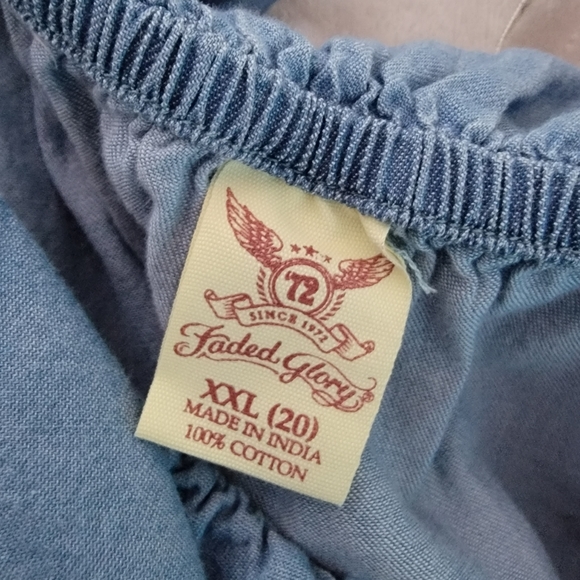 '72
SINCE 1972
Faded Glory
XXL (20)
MADE IN INDIA
100% COTTON